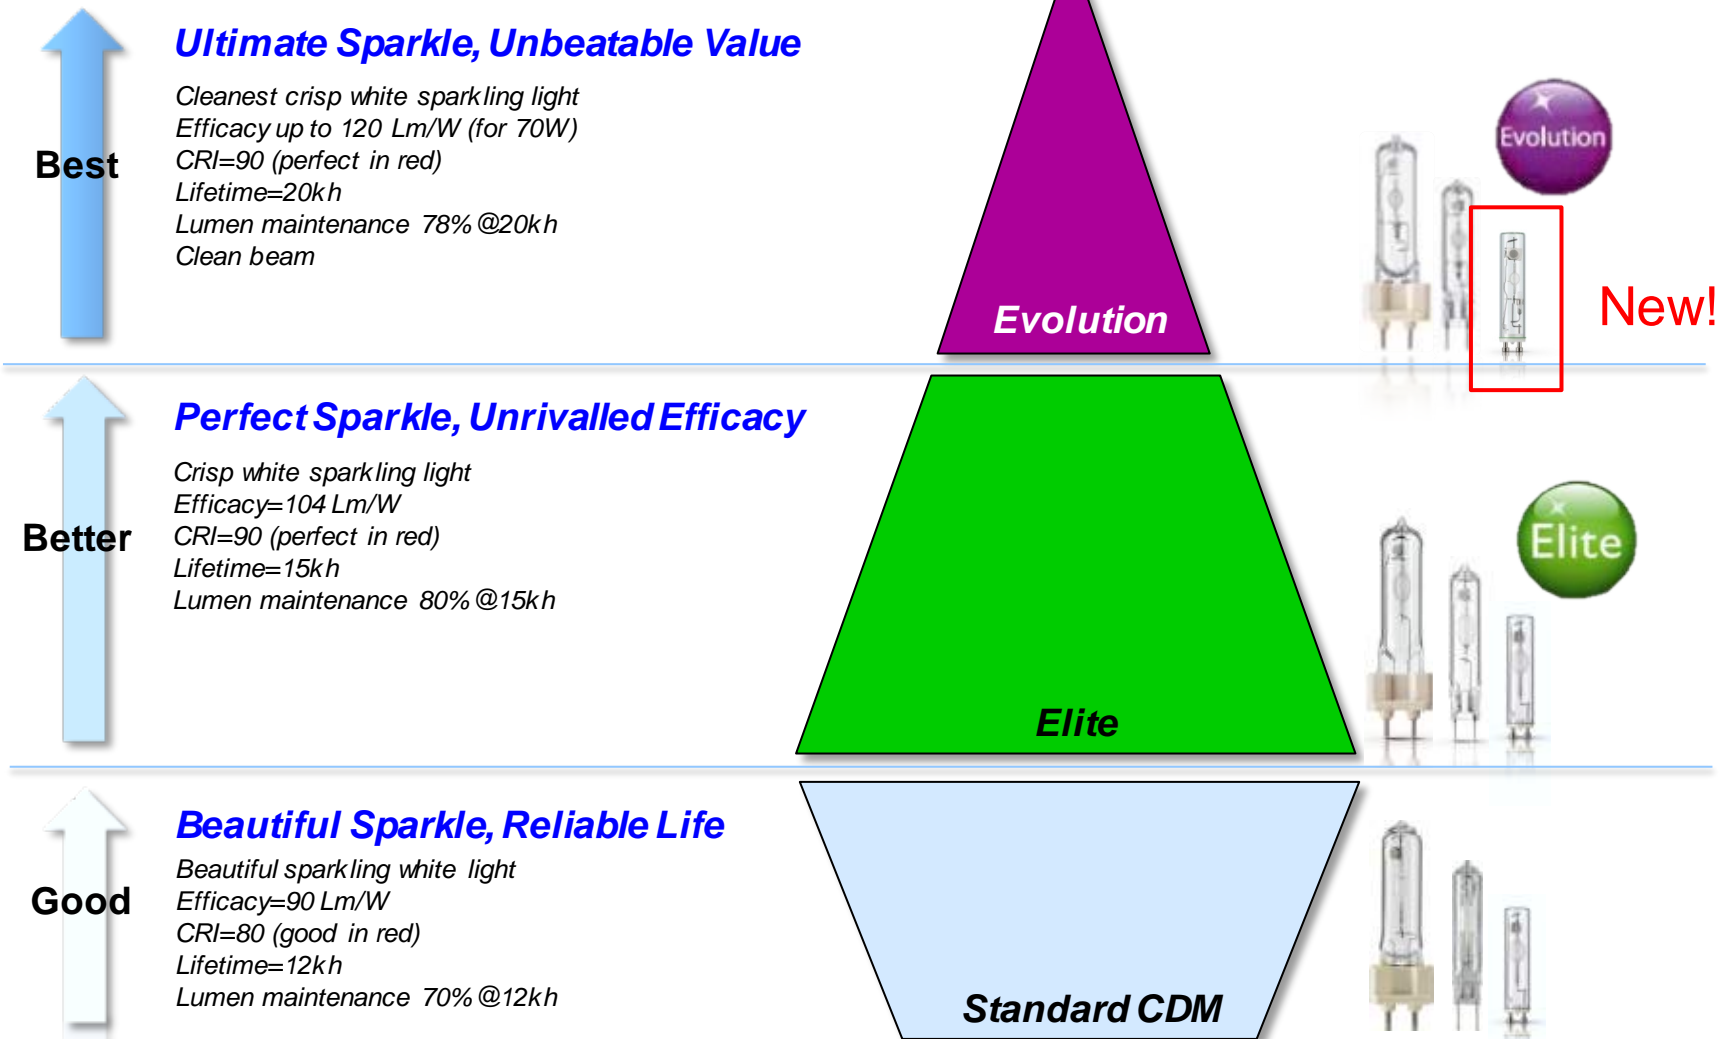 Best
Ultimate Sparkle, Unbeatable Value
Cleanest crisp white sparkling light
Efficacy up to 120 Lm/W (for 70W)
CRI=90 (perfect in red)
Lifetime=20kh
Lumen maintenance 78%@20kh
Clean beam
Evolution
Evolution
New!
Better
Perfect Sparkle, Unrivalled Efficacy
Crisp white sparkling light
Efficacy=104 Lm/W
CRI=90 (perfect in red)
Lifetime=15kh
Lumen maintenance 80%@15kh
Elite
Elite
Good
Beautiful Sparkle, Reliable Life
Beautiful sparkling white light
Efficacy=90 Lm/W
CRI=80 (good in red)
Lifetime=12kh
Lumen maintenance 70%@12kh
Standard CDM